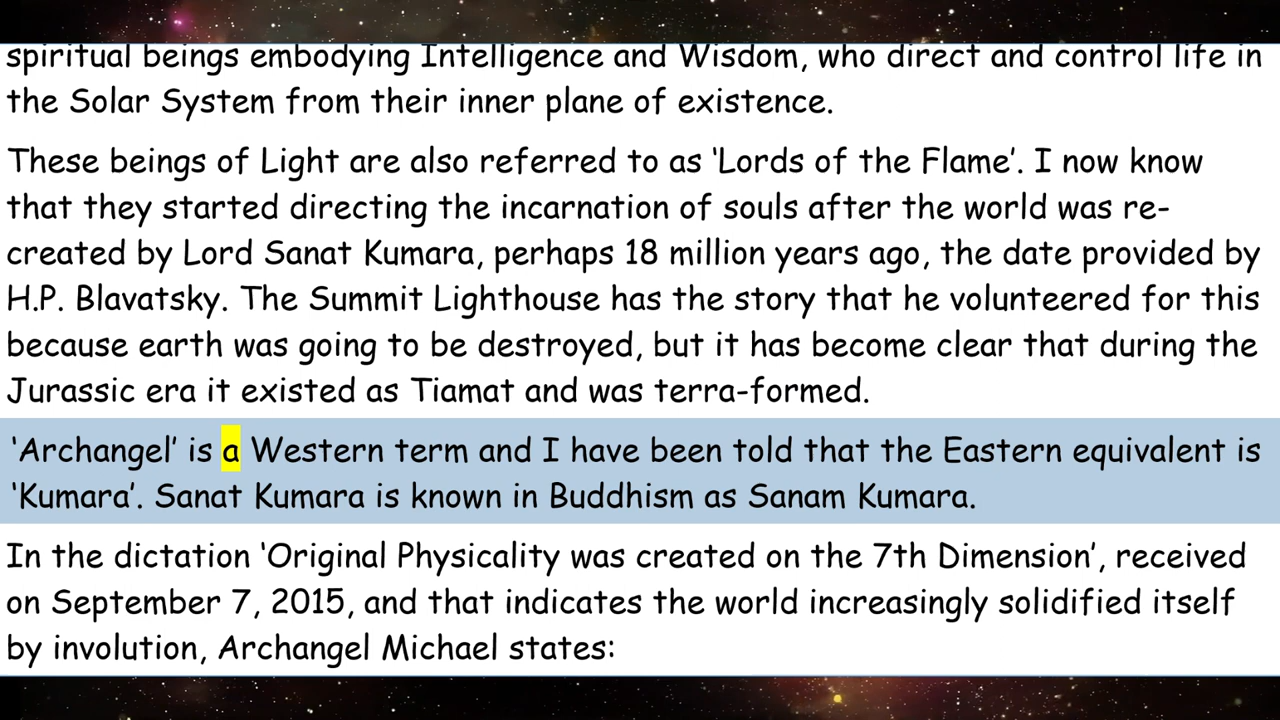 spiritual beings embodying Intelligence and Wisdom, who direct and control life in
the Solar System from their inner plane of existence.
These beings of Light are also referred to as ‘Lords of the Flame’. I now know
that they started directing the incarnation of souls after the world was re-
created by Lord Sanat Kumara, perhaps 18 million years ago, the date provided by
H.P. Blavatsky. The Summit Lighthouse has the story that he volunteered for this
because earth was going to be destroyed, but it has become clear that during the
Jurassic era it existed as Tiamat and was terra-formed.
‘Archangel’ is a Western term and I have been told that the Eastern equivalent is
‘Kumara’. Sanat Kumara is known in Buddhism as Sanam Kumara.
In the dictation ‘Original Physicality was created on the 7th Dimension’, received
on September 7, 2015, and that indicates the world increasingly solidified itself
by involution, Archangel Michael states: